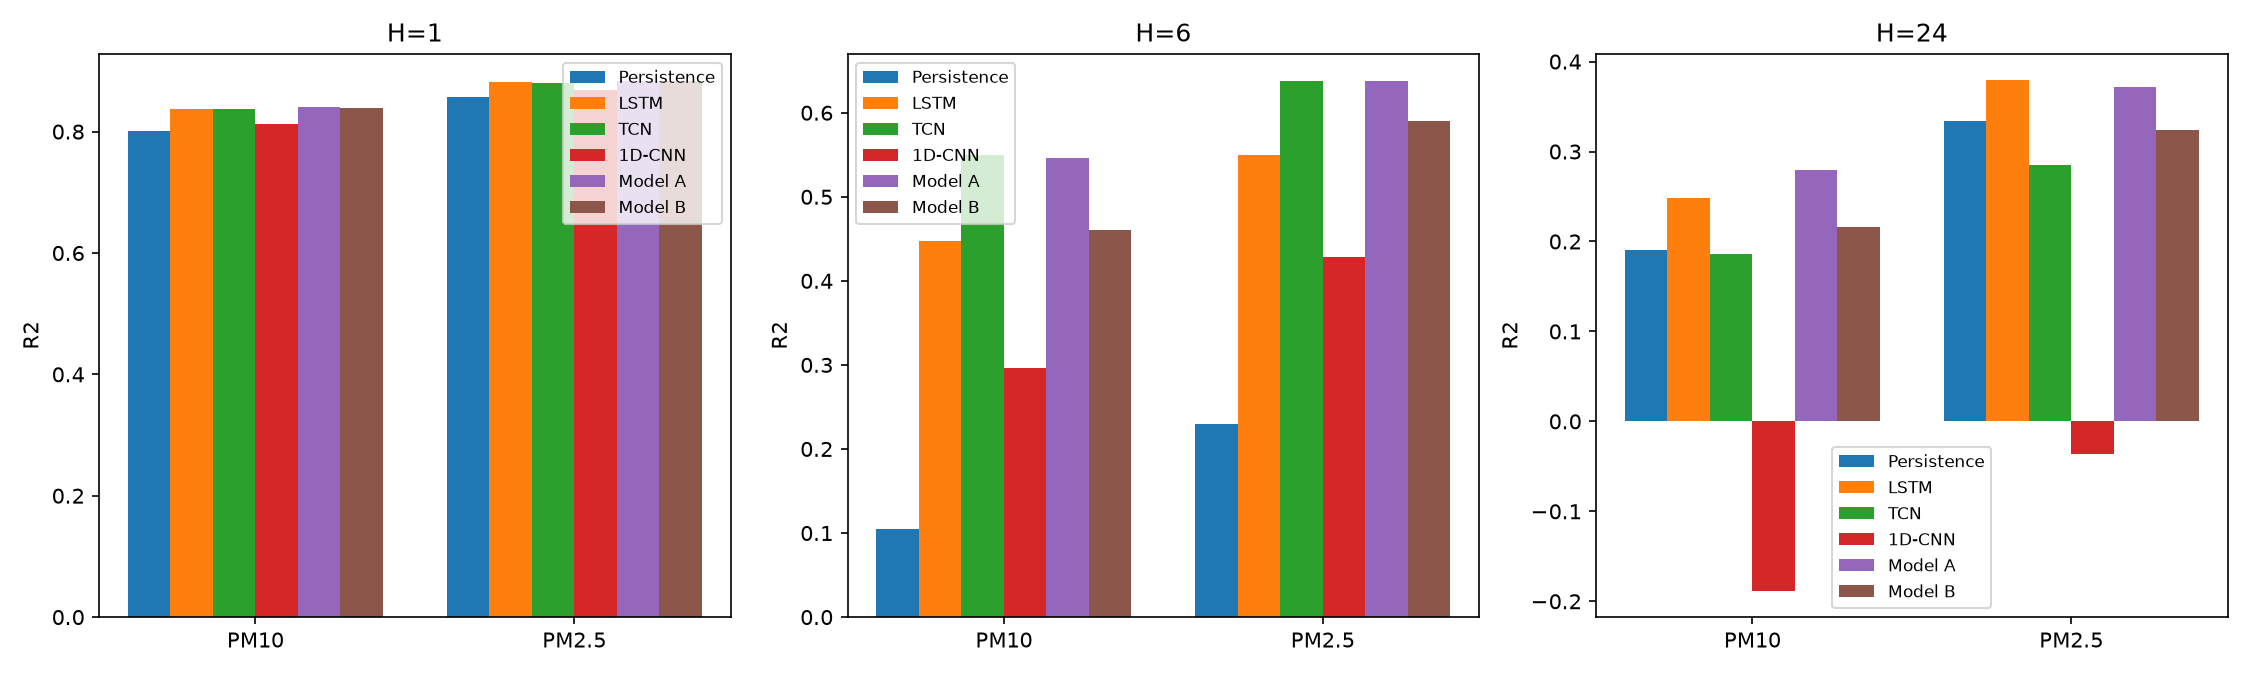 H=1
R2
0.8
0.6
0.4
0.2
0.0
Persistence
LSTM
TCN
1D-CNN
Model A
Model B
PM10 PM2.5
H=6
R2
0.6
0.5
0.4
0.3
0.2
0.1
0.0
Persistence
LSTM
TCN
1D-CNN
Model A
Model B
PM10 PM2.5
H=24
R2
0.4
0.3
0.2
0.1
0.0
−0.1
−0.2
Persistence
LSTM
TCN
1D-CNN
Model A
Model B
PM10 PM2.5